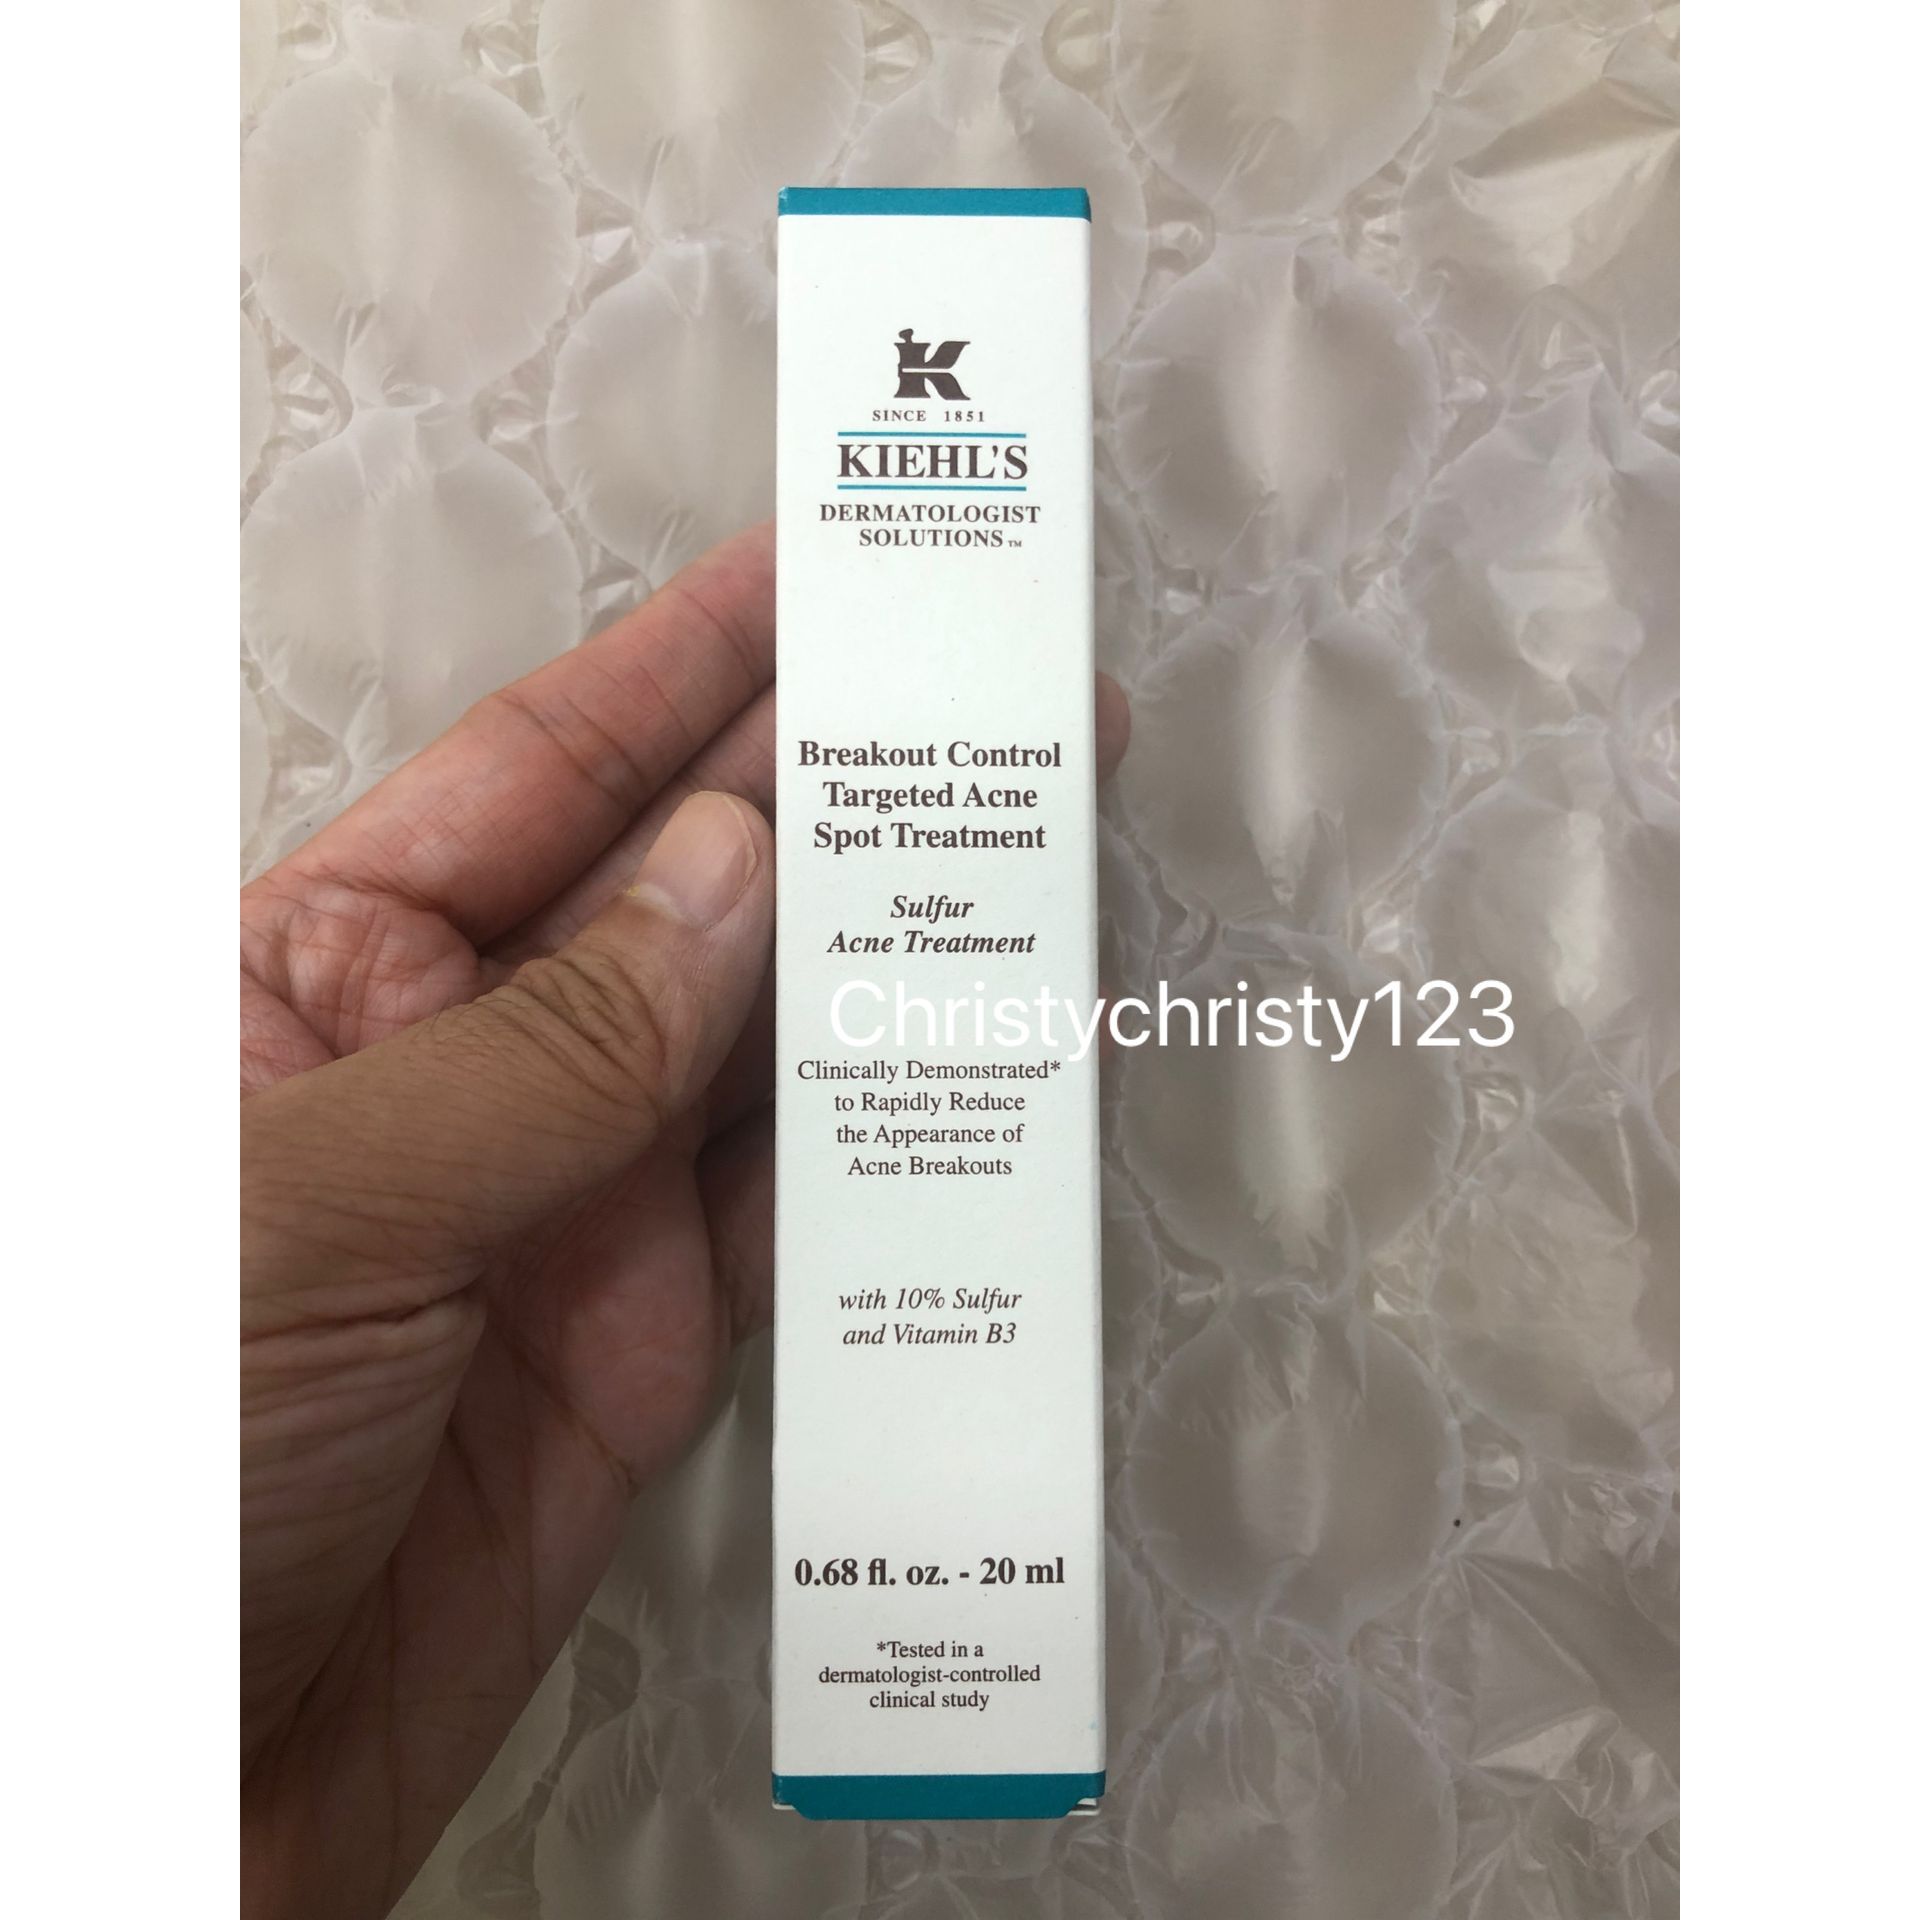 K
SINCE 1851
KIEHL'S
DERMATOLOGIST
SOLUTIONS™
Breakout Control
Targeted Acne
Spot Treatment
Sulfur
Acne Treatment
Christychristy123
Clinically Demonstrated*
to Rapidly Reduce
the Appearance of
Acne Breakouts
with 10% Sulfur
and Vitamin B3
0.68 fl. oz. - 20 ml
*Tested in a
dermatologist-controlled
clinical study